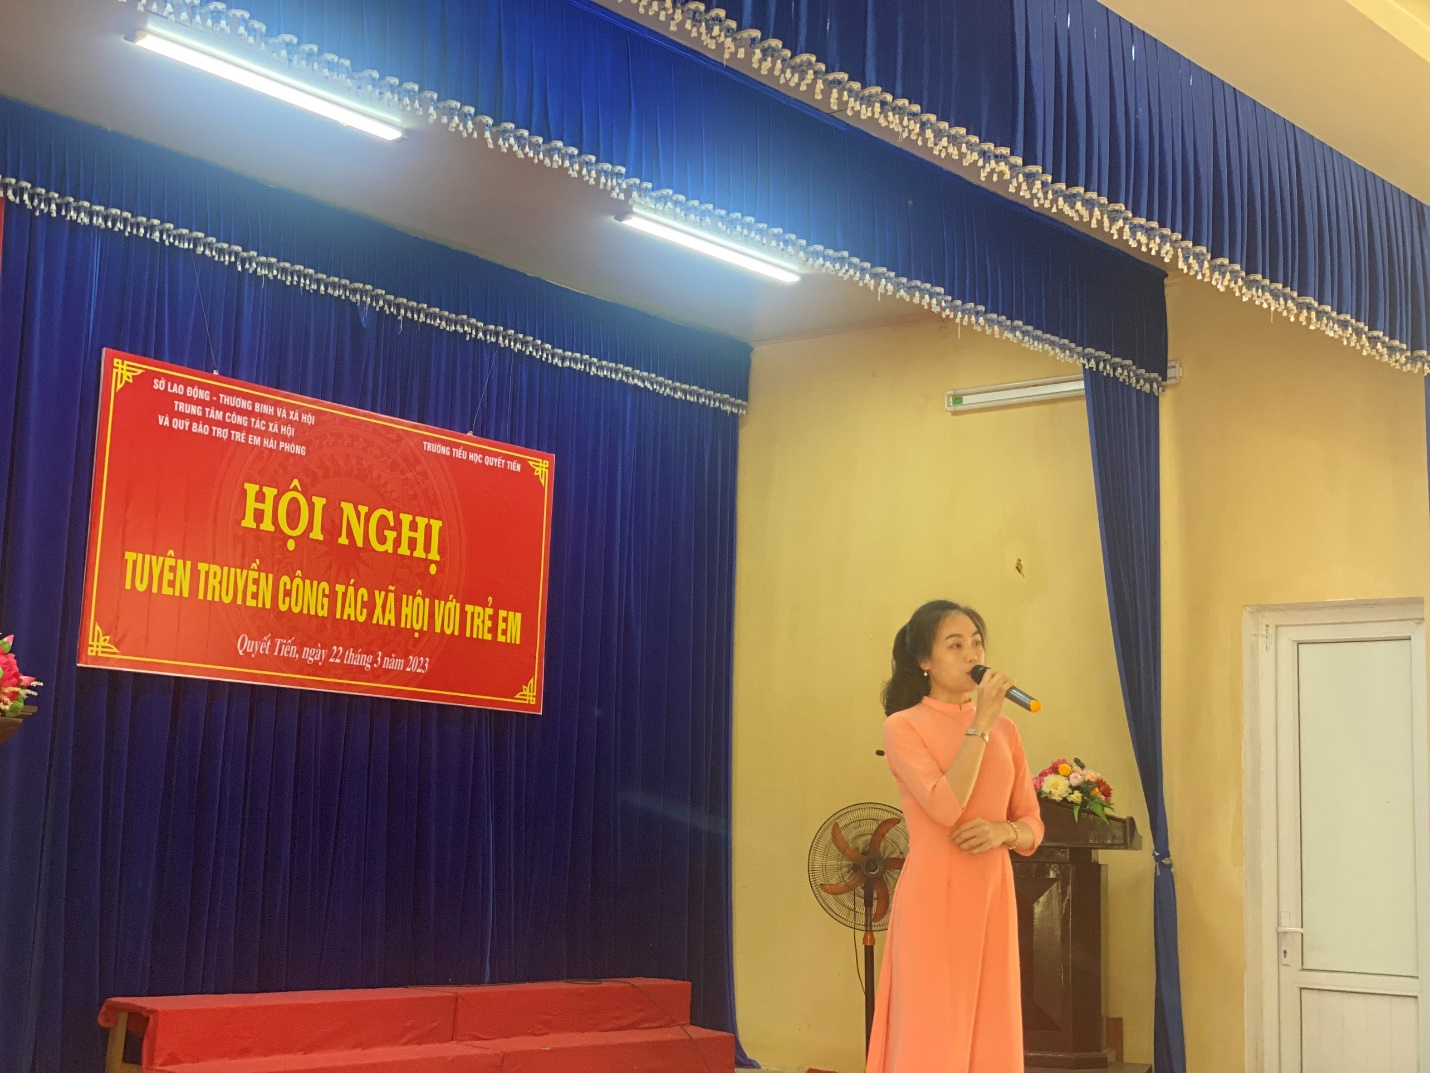 SỞ LAO ĐỘNG - THƯƠNG BINH VÀ XÃ HỘI
TRUNG TÂM CÔNG TÁC XÃ HỘI
VÀ QUỸ BẢO TRỢ TRẺ EM HẢI PHÒNG
TRƯỜNG TIỂU HỌC QUYẾT TIẾN
HỘI NGHỊ
TUYÊN TRUYỀN CÔNG TÁC XÃ HỘI VỚI TRẺ EM
Quyết Tiến, ngày 22 tháng 3 năm 2023